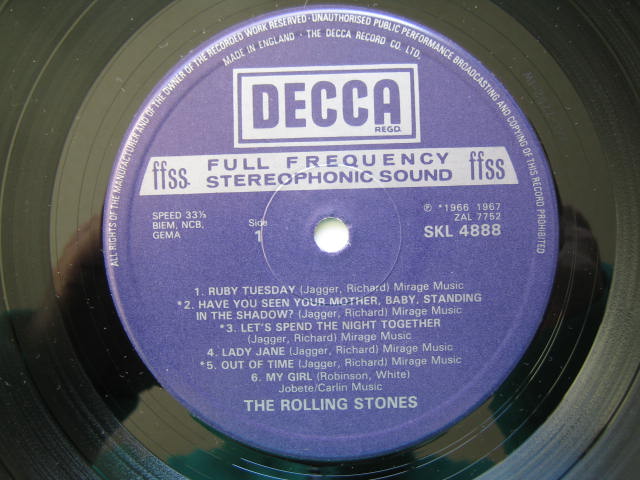 ALL RIGHTS OF THE MANUFACTURER AND OF THE OWNER OF THE RECORDED WORK RESERVED · UNAUTHORISED PUBLIC PERFORMANCE BROADCASTING AND COPYING OF THIS RECORD PROHIBITED
MADE IN ENGLAND · THE DECCA RECORD CO. LTD.
DECCA
REGD.
ffss FULL FREQUENCY STEREOPHONIC SOUND ffss
SPEED 33⅓
BIEM, NCB,
GEMA
Side
1
℗ *1966 1967
ZAL 7752
SKL 4888
1. RUBY TUESDAY (Jagger, Richard) Mirage Music
*2. HAVE YOU SEEN YOUR MOTHER, BABY, STANDING
IN THE SHADOW? (Jagger, Richard) Mirage Music
*3. LET'S SPEND THE NIGHT TOGETHER
(Jagger, Richard) Mirage Music
4. LADY JANE (Jagger, Richard) Mirage Music
*5. OUT OF TIME (Jagger, Richard) Mirage Music
6. MY GIRL (Robinson, White)
Jobete/Carlin Music
THE ROLLING STONES